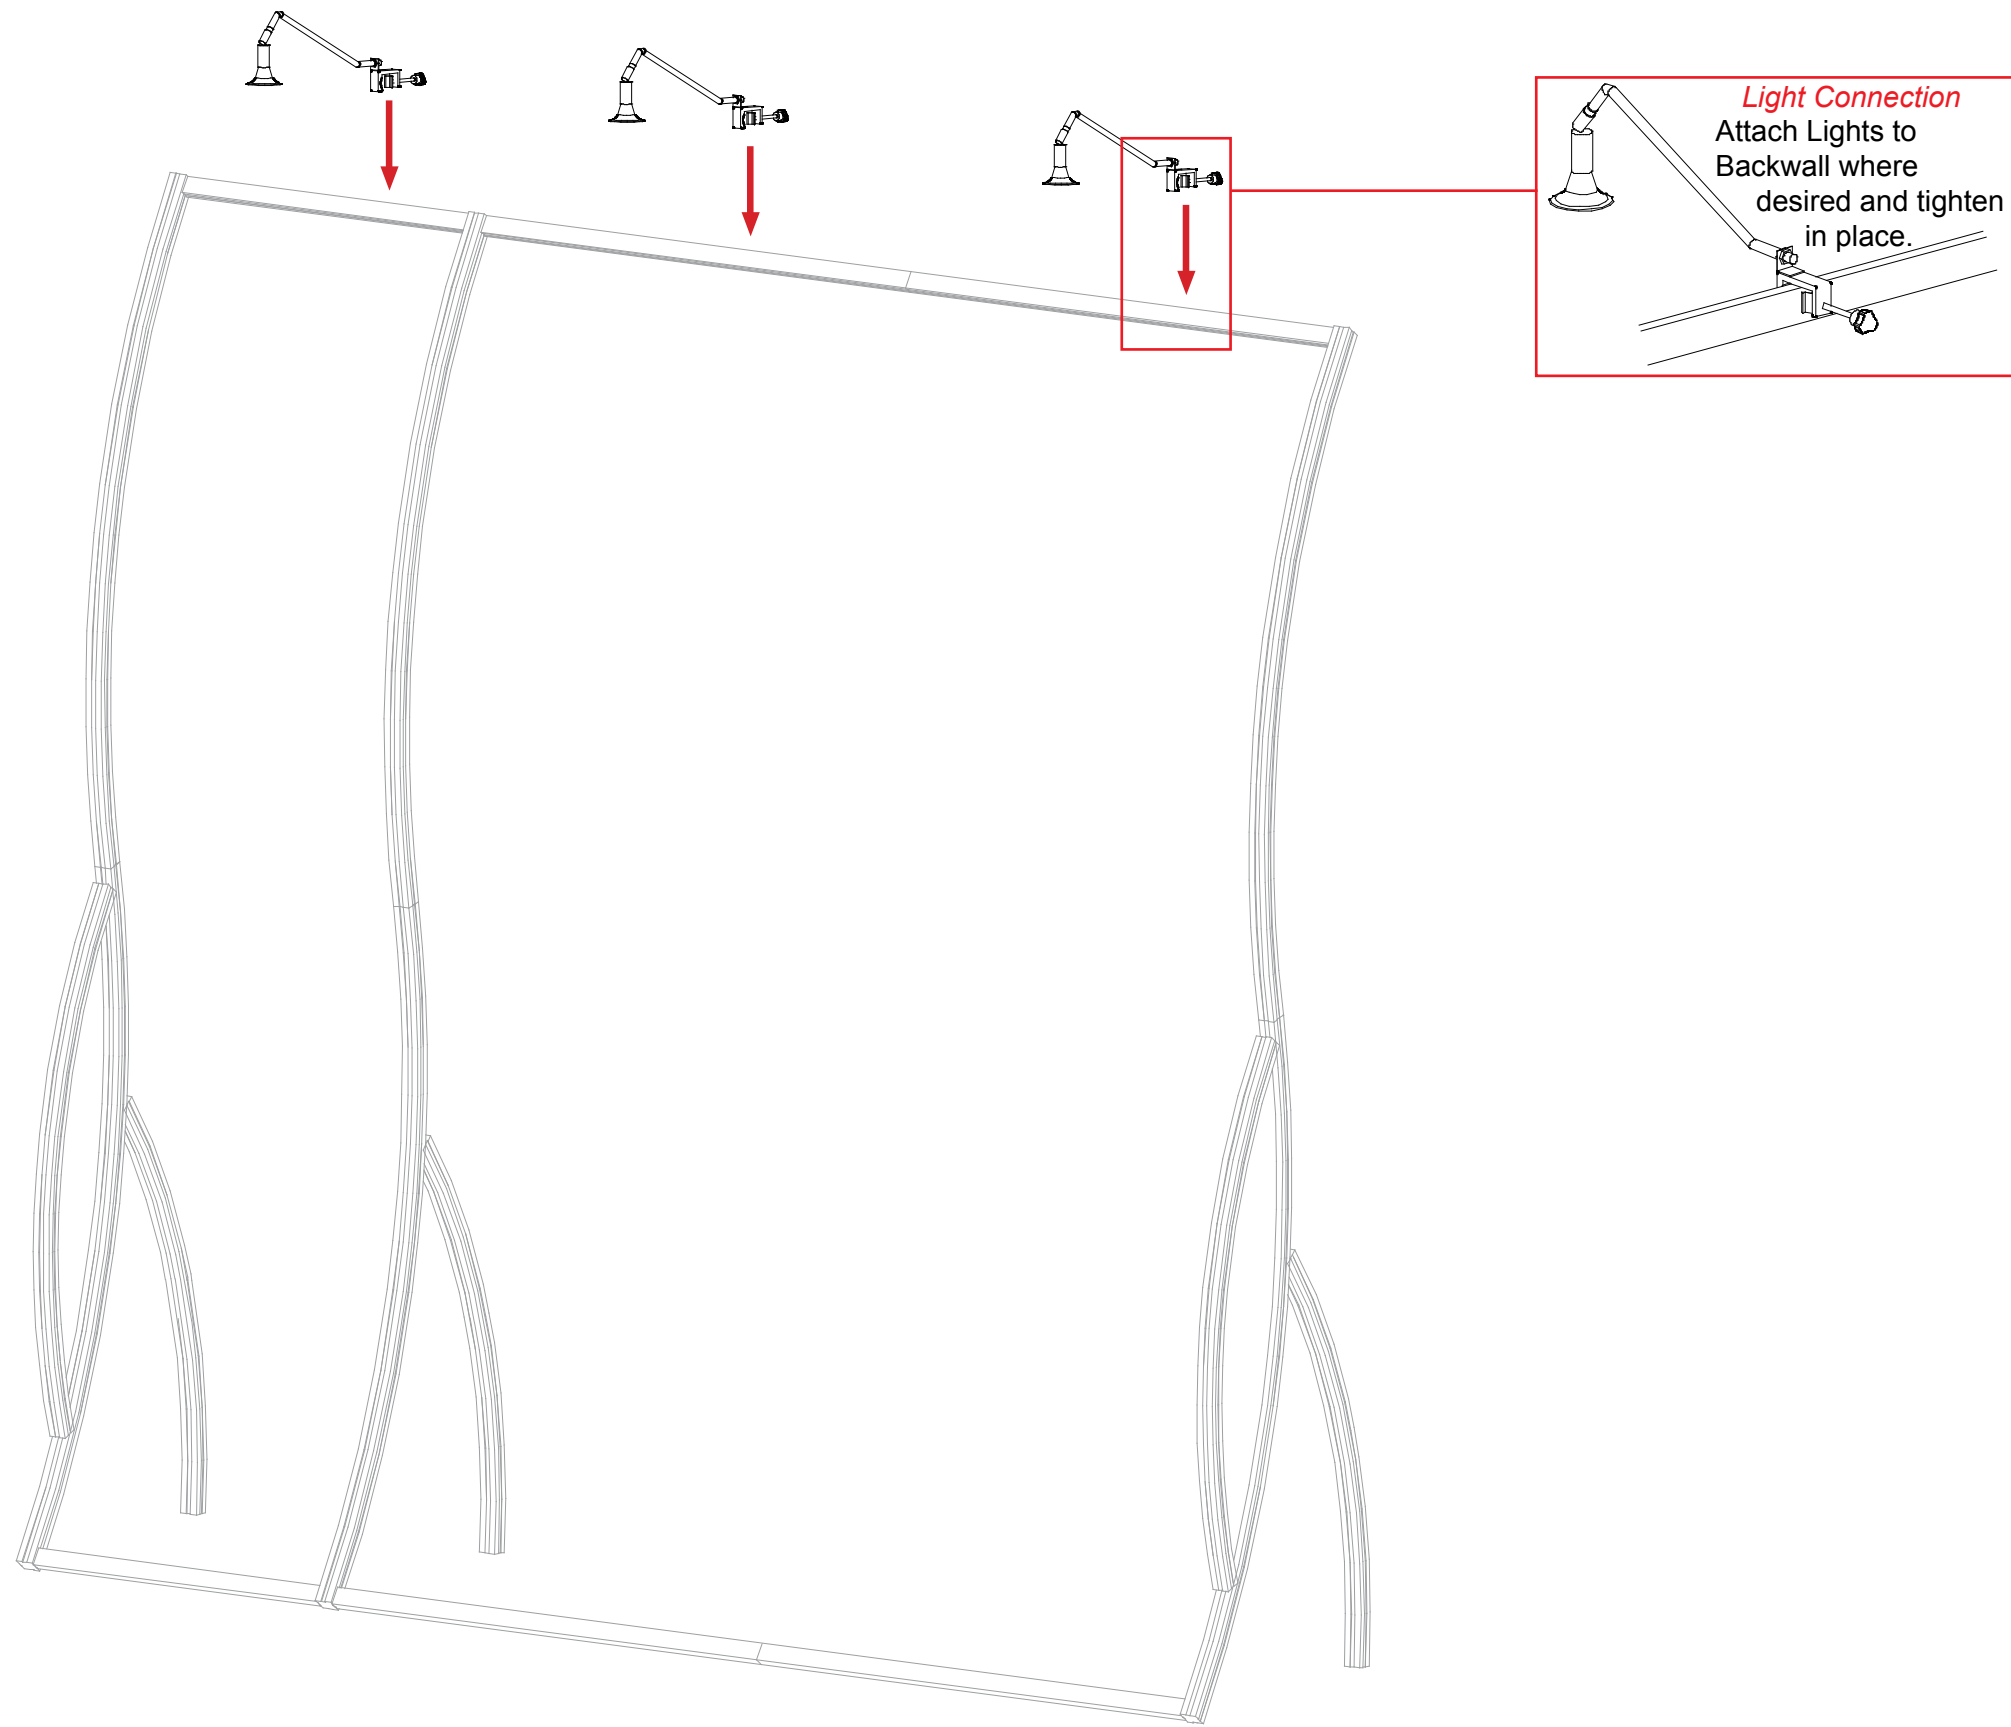 Light Connection
Attach Lights to
Backwall where
desired and tighten
in place.